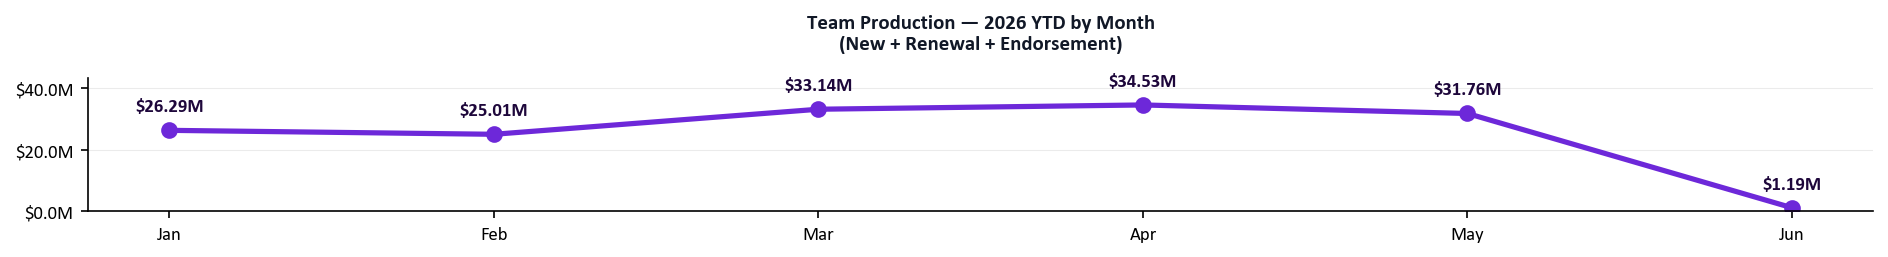 Team Production — 2026 YTD by Month
(New + Renewal + Endorsement)
$40.0M
$20.0M
$0.0M
$26.29M
$25.01M
$33.14M
$34.53M
$31.76M
$1.19M
Jan
Feb
Mar
Apr
May
Jun